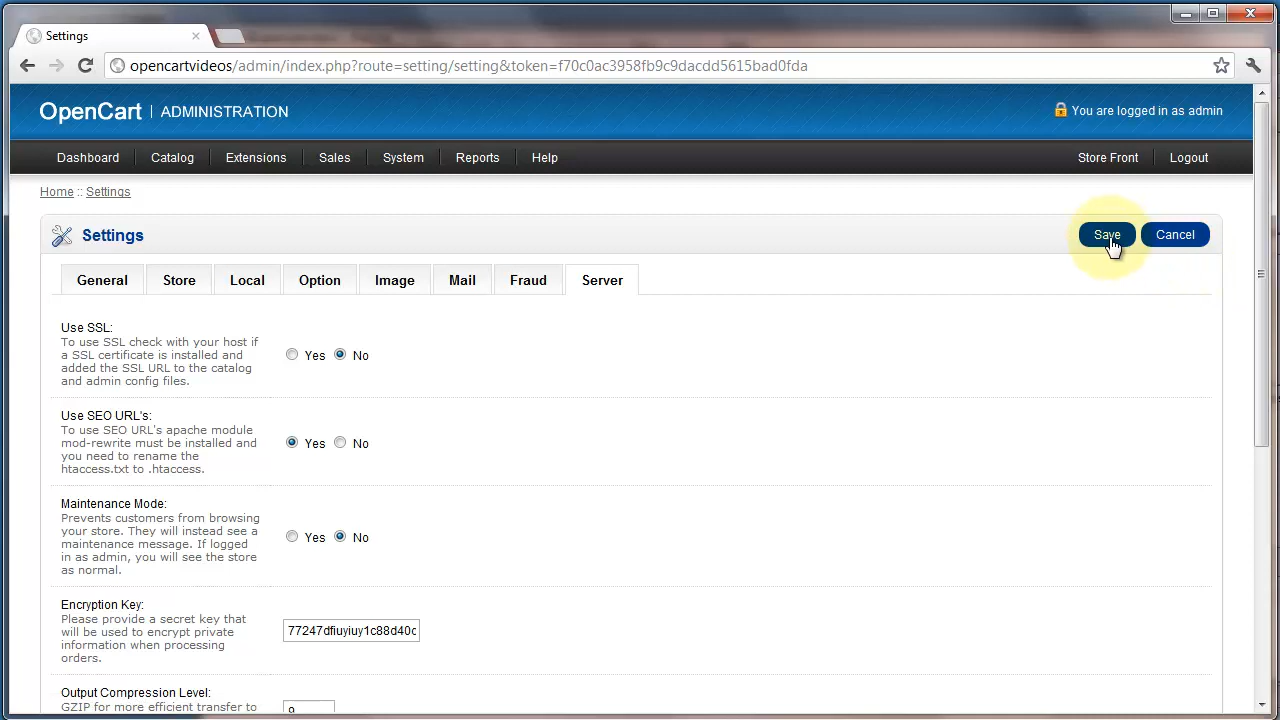 Settings
opencartvideos/admin/index.php?route=setting/setting&token=f70c0ac3958fb9c9dacdd5615bad0fda
OpenCart | ADMINISTRATION
You are logged in as admin
Dashboard Catalog Extensions Sales System Reports Help Store Front Logout
Home :: Settings
Settings
Save Cancel
General Store Local Option Image Mail Fraud Server
Use SSL:
To use SSL check with your host if
a SSL certificate is installed and
added the SSL URL to the catalog
and admin config files.
Yes No
Use SEO URL's:
To use SEO URL's apache module
mod-rewrite must be installed and
you need to rename the
htaccess.txt to .htaccess.
Yes No
Maintenance Mode:
Prevents customers from browsing
your store. They will instead see a
maintenance message. If logged
in as admin, you will see the store
as normal.
Yes No
Encryption Key:
Please provide a secret key that
will be used to encrypt private
information when processing
orders.
77247dfiuyiuy1c88d40c
Output Compression Level:
GZIP for more efficient transfer to
9